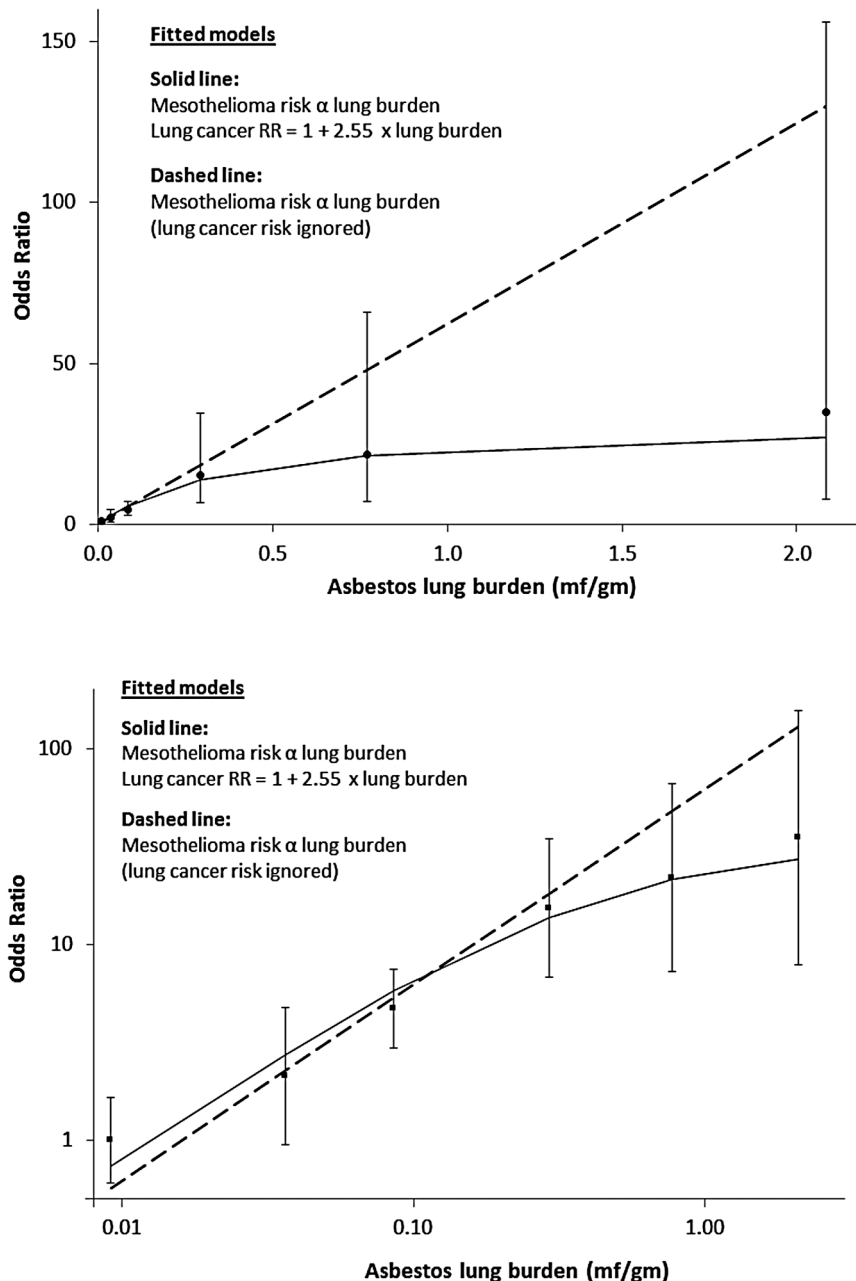 150
100
50
0
Odds Ratio
Fitted models
Solid line:
Mesothelioma risk α lung burden
Lung cancer RR = 1 + 2.55 x lung burden
Dashed line:
Mesothelioma risk α lung burden
(lung cancer risk ignored)
0.0 0.5 1.0 1.5 2.0
Asbestos lung burden (mf/gm)
100
10
1
Odds Ratio
Fitted models
Solid line:
Mesothelioma risk α lung burden
Lung cancer RR = 1 + 2.55 x lung burden
Dashed line:
Mesothelioma risk α lung burden
(lung cancer risk ignored)
0.01 0.10 1.00
Asbestos lung burden (mf/gm)